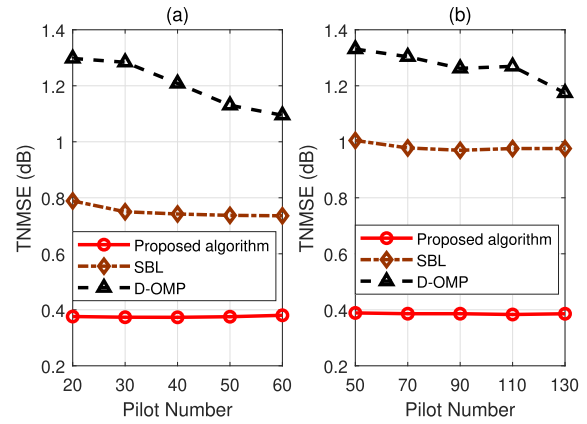 (a)
1.4
1.2
1
0.8
0.6
0.4
0.2
TNMSE (dB)
Proposed algorithm
SBL
D-OMP
20 30 40 50 60
Pilot Number
(b)
1.4
1.2
1
0.8
0.6
0.4
0.2
TNMSE (dB)
Proposed algorithm
SBL
D-OMP
50 70 90 110 130
Pilot Number